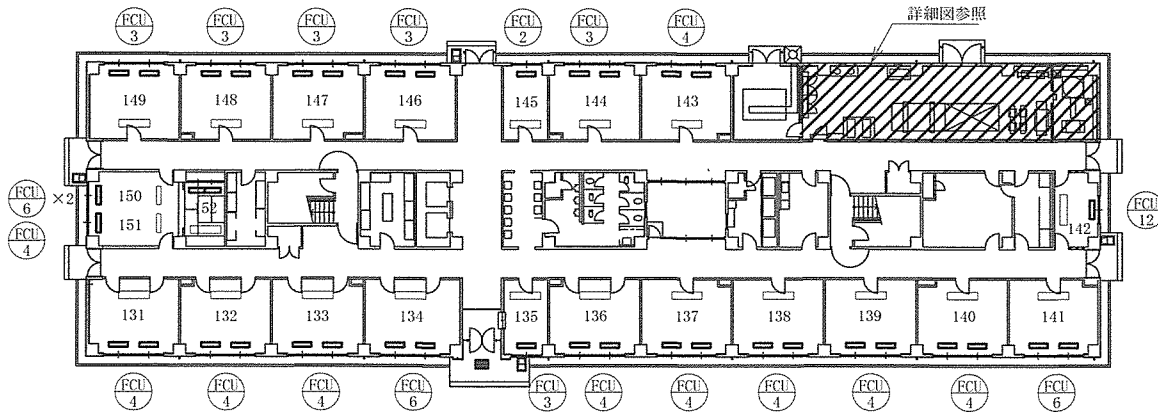 詳細図参照
FCU 3
FCU 3
FCU 3
FCU 3
FCU 2
FCU 3
FCU 4
149
148
147
146
145
144
143
FCU 6 ×2
FCU 4
150
151
52
142
FCU 12
131
132
133
134
135
136
137
138
139
140
141
FCU 4
FCU 4
FCU 4
FCU 6
FCU 3
FCU 4
FCU 4
FCU 4
FCU 4
FCU 4
FCU 6